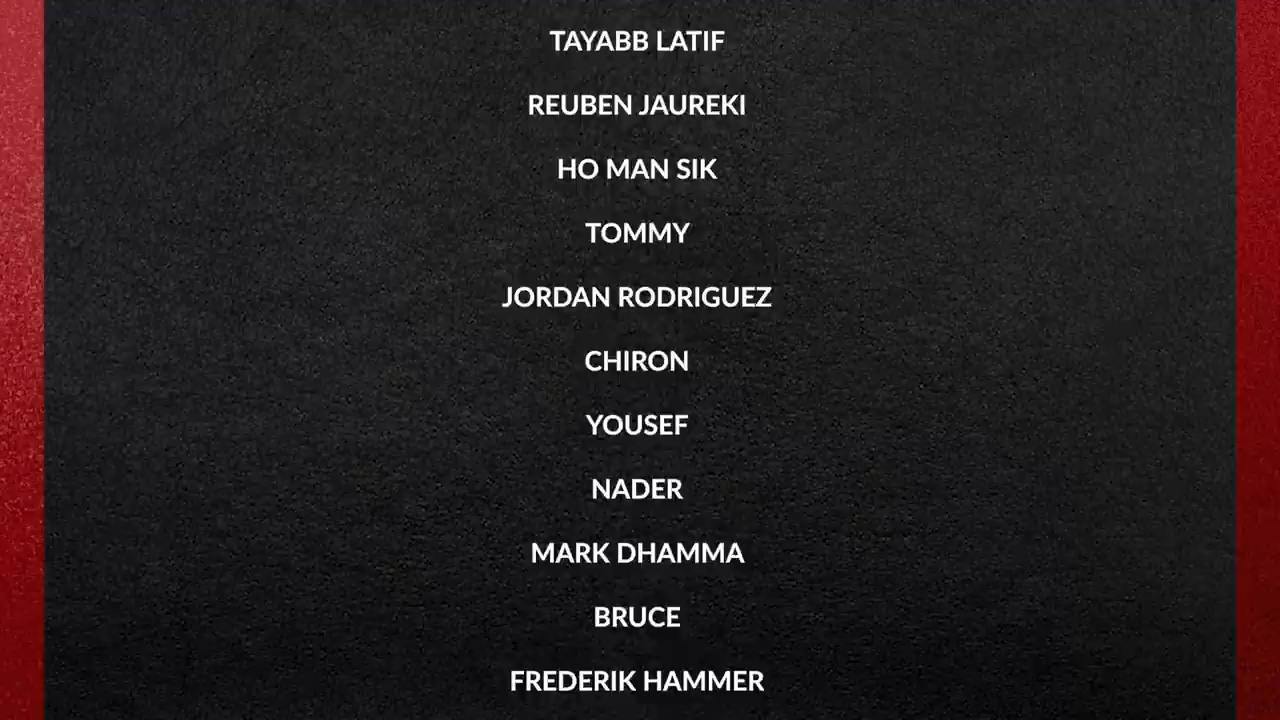 TAYABB LATIF
REUBEN JAUREKI
HO MAN SIK
TOMMY
JORDAN RODRIGUEZ
CHIRON
YOUSEF
NADER
MARK DHAMMA
BRUCE
FREDERIK HAMMER